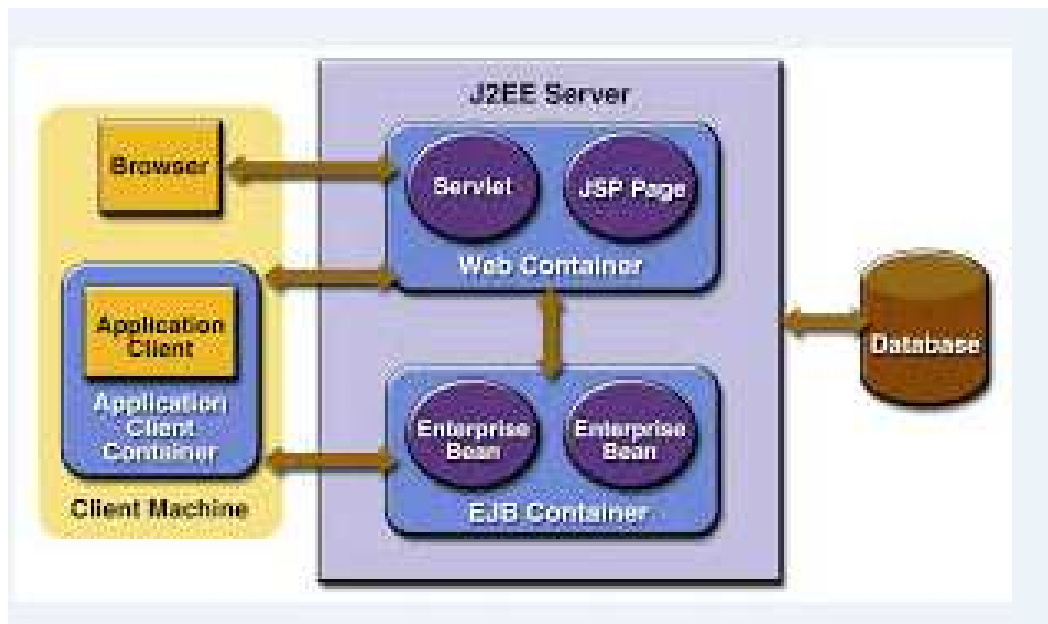 J2EE Server
Browser
Servlet
JSP Page
Web Container
Application
Client
Application
Client
Container
Client Machine
Enterprise
Bean
Enterprise
Bean
EJB Container
Database